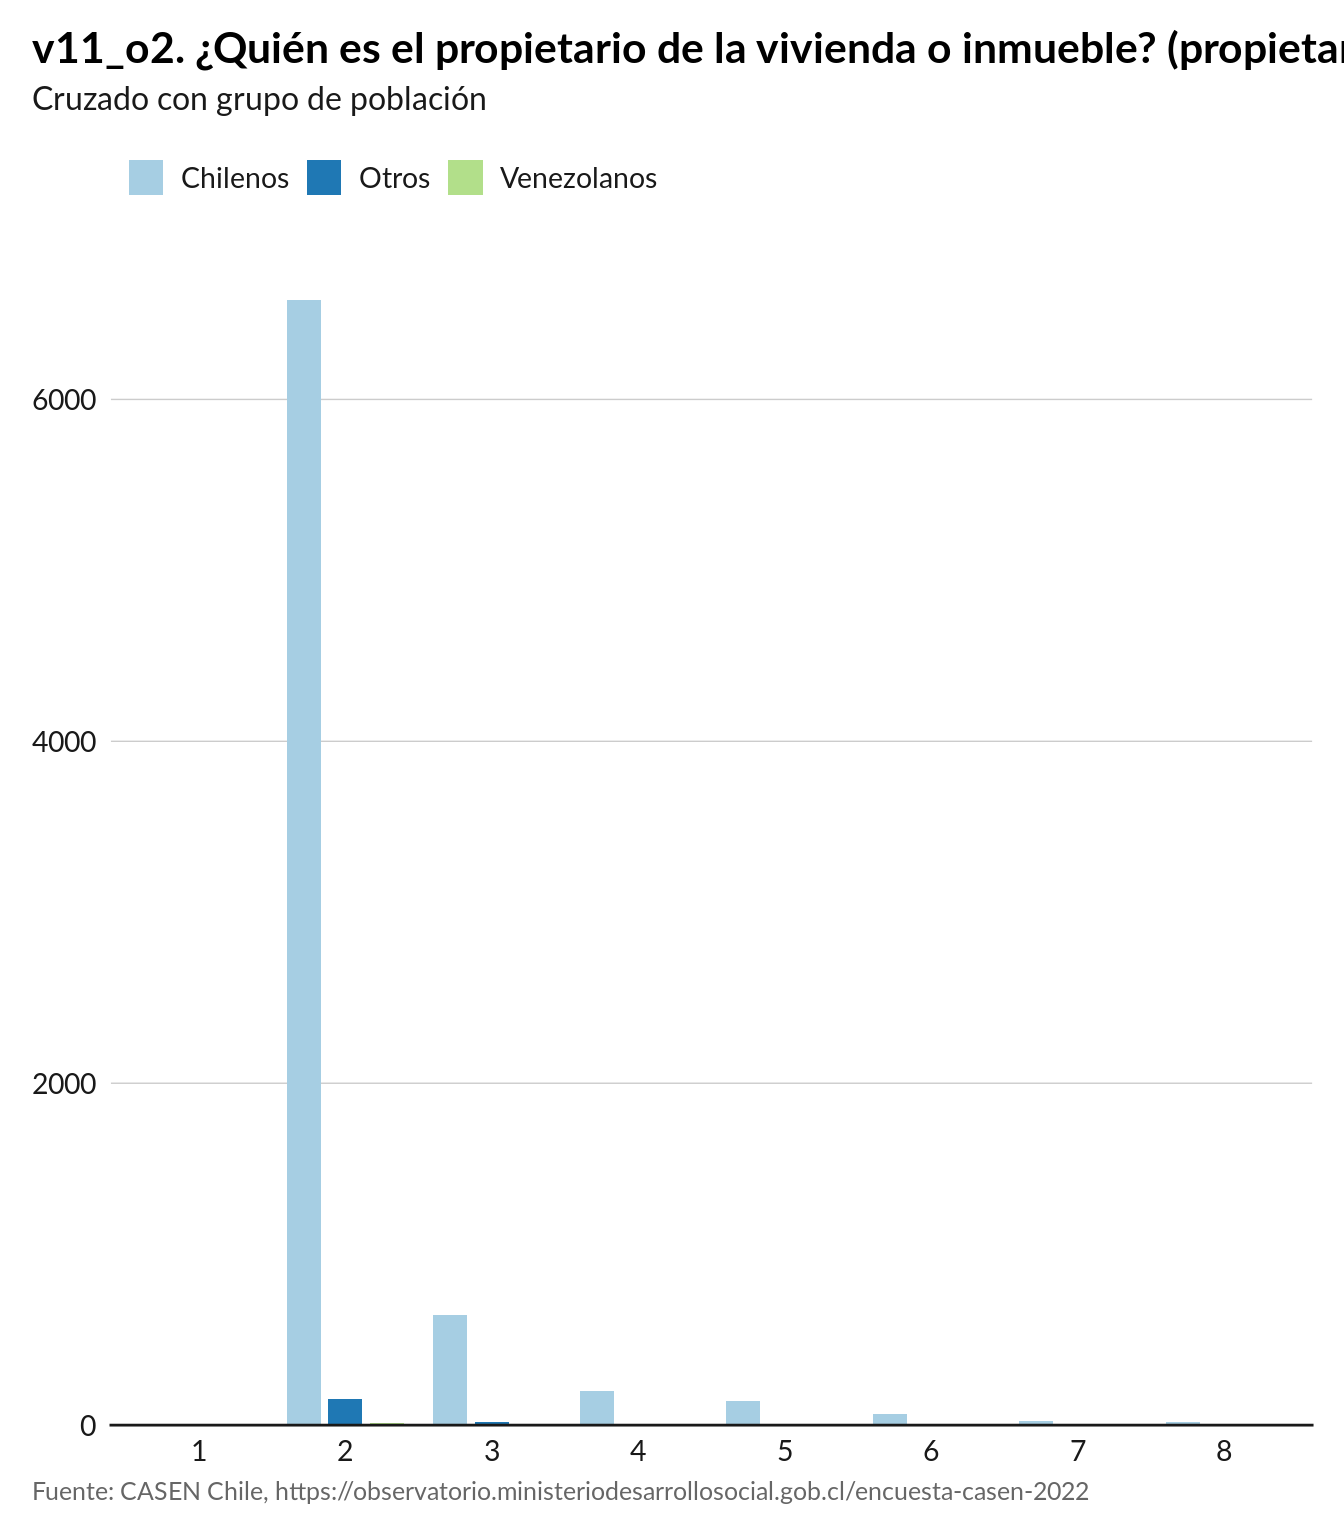 v11_o2. ¿Quién es el propietario de la vivienda o inmueble? (propietar
Cruzado con grupo de población
Chilenos Otros Venezolanos
6000
4000
2000
0
1 2 3 4 5 6 7 8
Fuente: CASEN Chile, https://observatorio.ministeriodesarrollosocial.gob.cl/encuesta-casen-2022